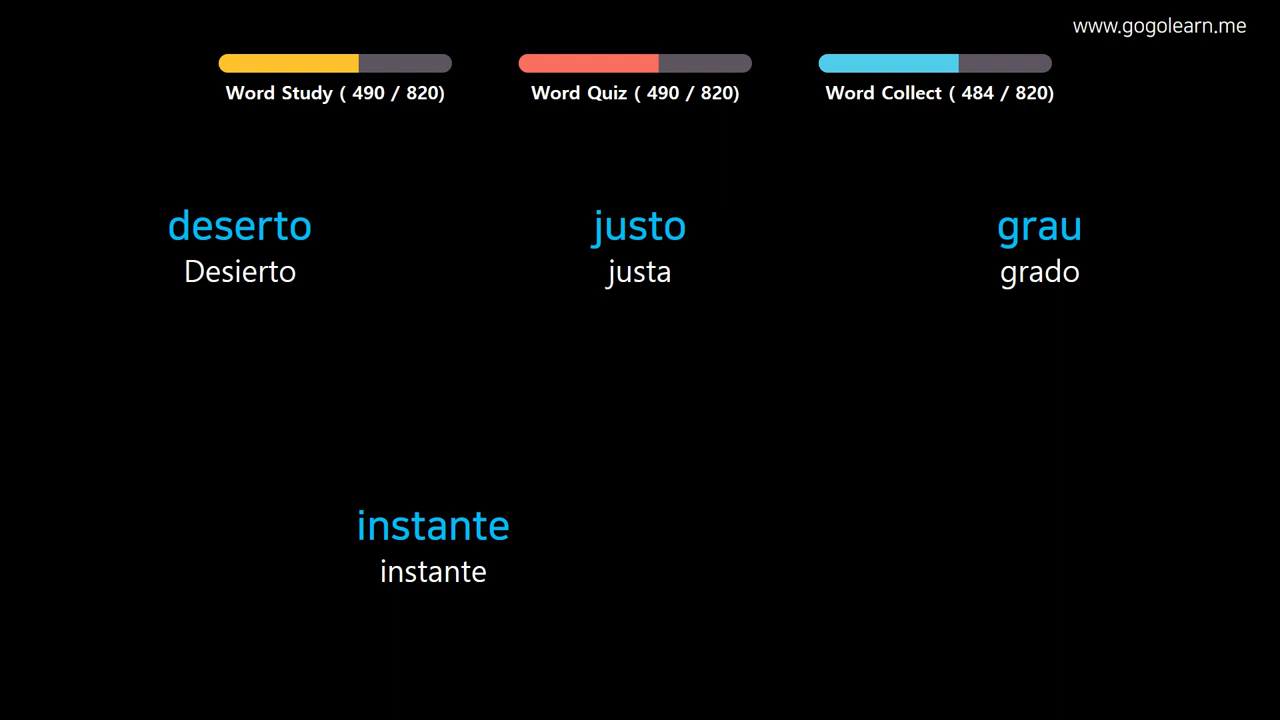 www.gogolearn.me
Word Study ( 490 / 820)
Word Quiz ( 490 / 820)
Word Collect ( 484 / 820)
deserto
Desierto
justo
justa
grau
grado
instante
instante